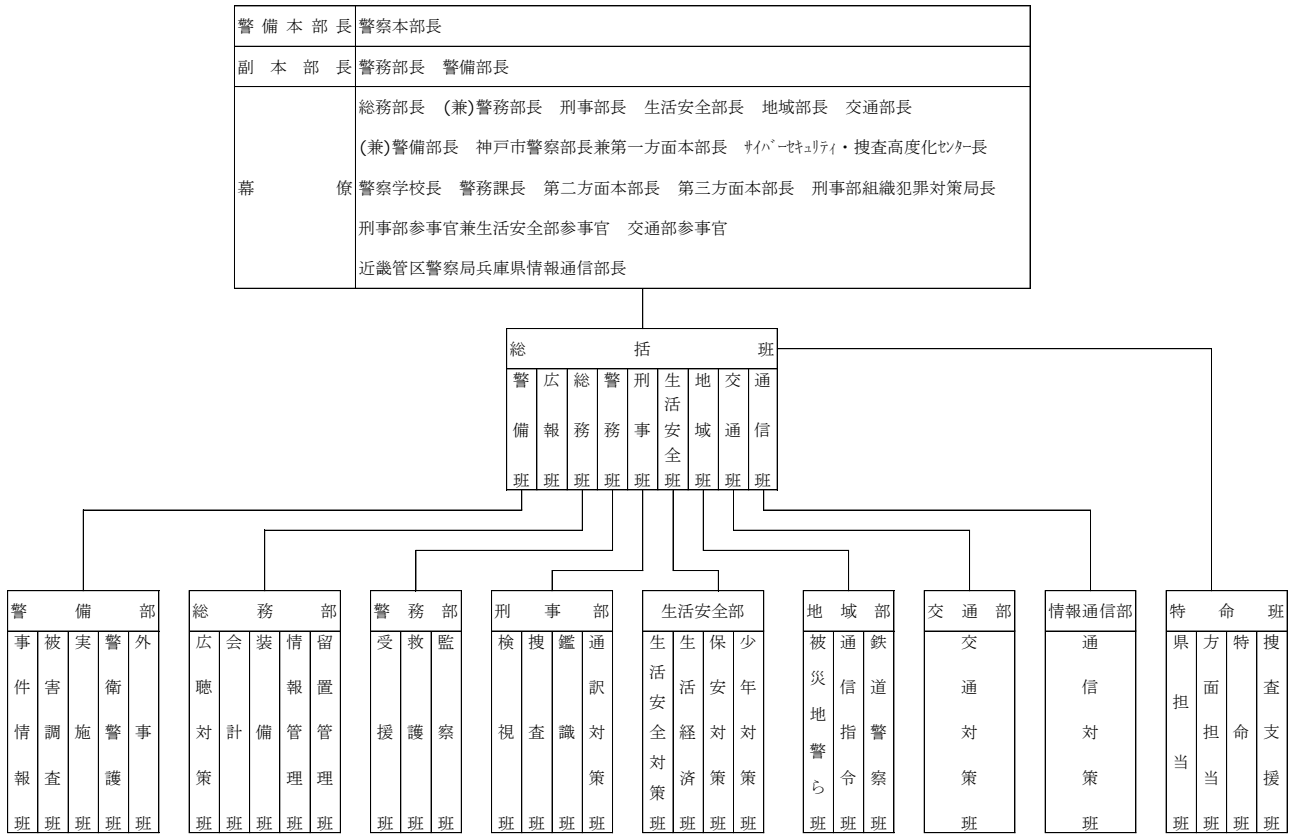 警備本部長 警察本部長
副本部長 警務部長 警備部長
幕僚 総務部長 (兼)警務部長 刑事部長 生活安全部長 地域部長 交通部長
(兼)警備部長 神戸市警察部長兼第一方面本部長 ｻｲﾊﾞｰｾｷｭﾘﾃｨ・捜査高度化ｾﾝﾀｰ長
警察学校長 警務課長 第二方面本部長 第三方面本部長 刑事部組織犯罪対策局長
刑事部参事官兼生活安全部参事官 交通部参事官
近畿管区警察局兵庫県情報通信部長
総括班
警備班
広報班
総務班
警務班
刑事班
生活安全班
地域班
交通班
通信班
警備部
事件情報班
被害調査班
実施班
警衛警護班
外事班
総務部
広聴対策班
会計班
装備班
情報管理班
留置管理班
警務部
受援班
救護班
監察班
刑事部
検視班
捜査班
鑑識班
通訳対策班
生活安全部
生活安全対策班
生活経済班
保安対策班
少年対策班
地域部
被災地警ら班
通信指令班
鉄道警察班
交通部
交通対策班
情報通信部
通信対策班
特命班
県担当班
方面担当班
特命班
捜査支援班